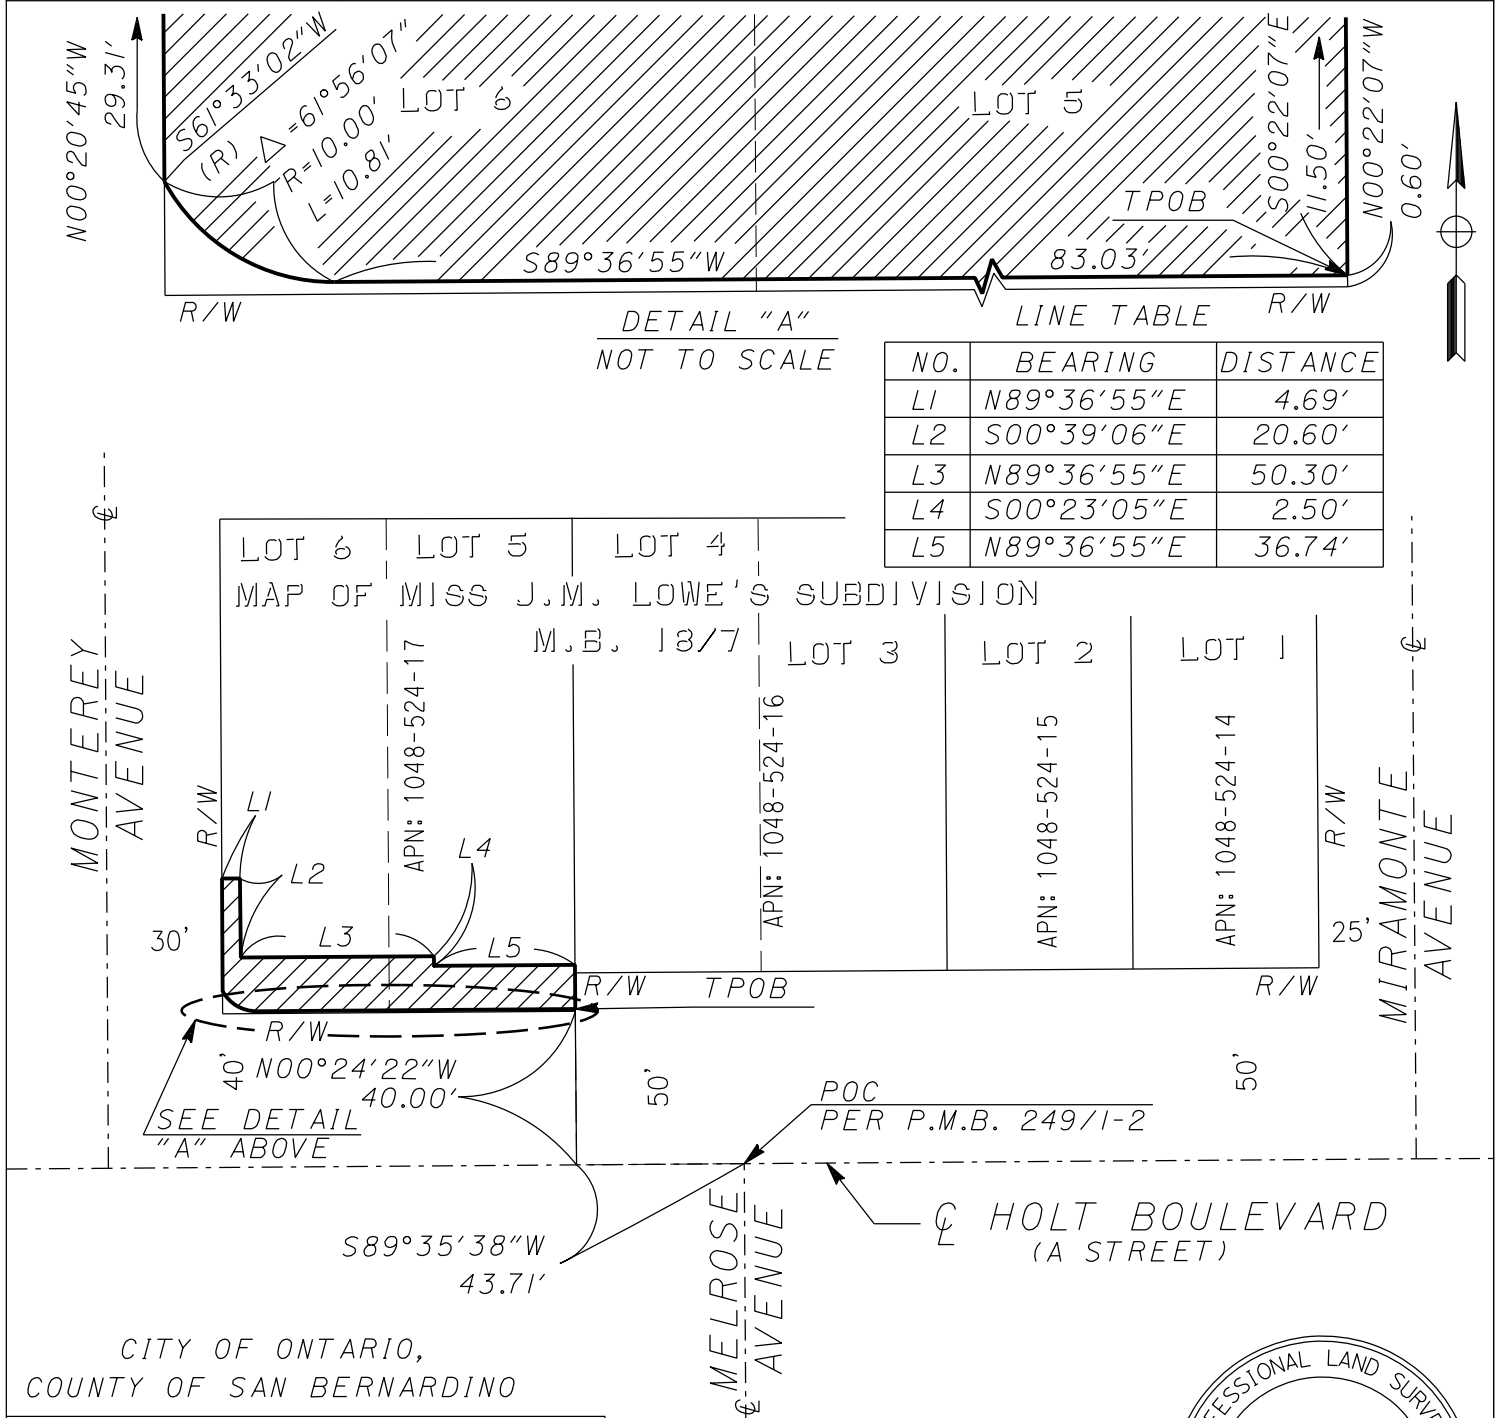 N00°20'45"W
29.31'
S61°33'02"W
(R)
Δ=61°56'07"
R=10.00'
L=10.81'
LOT 6
LOT 5
S00°22'07"E
11.50'
N00°22'07"W
0.60'
TPOB
S89°36'55"W
83.03'
R/W
R/W
DETAIL "A"
NOT TO SCALE
LINE TABLE
NO. BEARING DISTANCE
L1 N89°36'55"E 4.69'
L2 S00°39'06"E 20.60'
L3 N89°36'55"E 50.30'
L4 S00°23'05"E 2.50'
L5 N89°36'55"E 36.74'
℄
℄
LOT 6
LOT 5
LOT 4
MAP OF MISS J.M. LOWE'S SUBDIVISION
M.B. 18/7
LOT 3
LOT 2
LOT 1
MONTEREY
AVENUE
R/W
APN: 1048-524-17
APN: 1048-524-16
APN: 1048-524-15
APN: 1048-524-14
R/W
MIRAMONTE
AVENUE
L1
L2
L3
L4
L5
30'
25'
R/W
TPOB
R/W
R/W
40'
N00°24'22"W
40.00'
50'
50'
SEE DETAIL
"A" ABOVE
POC
PER P.M.B. 249/1-2
℄ HOLT BOULEVARD
(A STREET)
S89°35'38"W
43.71'
MELROSE
AVENUE
℄
CITY OF ONTARIO,
COUNTY OF SAN BERNARDINO
ESSIONAL LAND SURVE